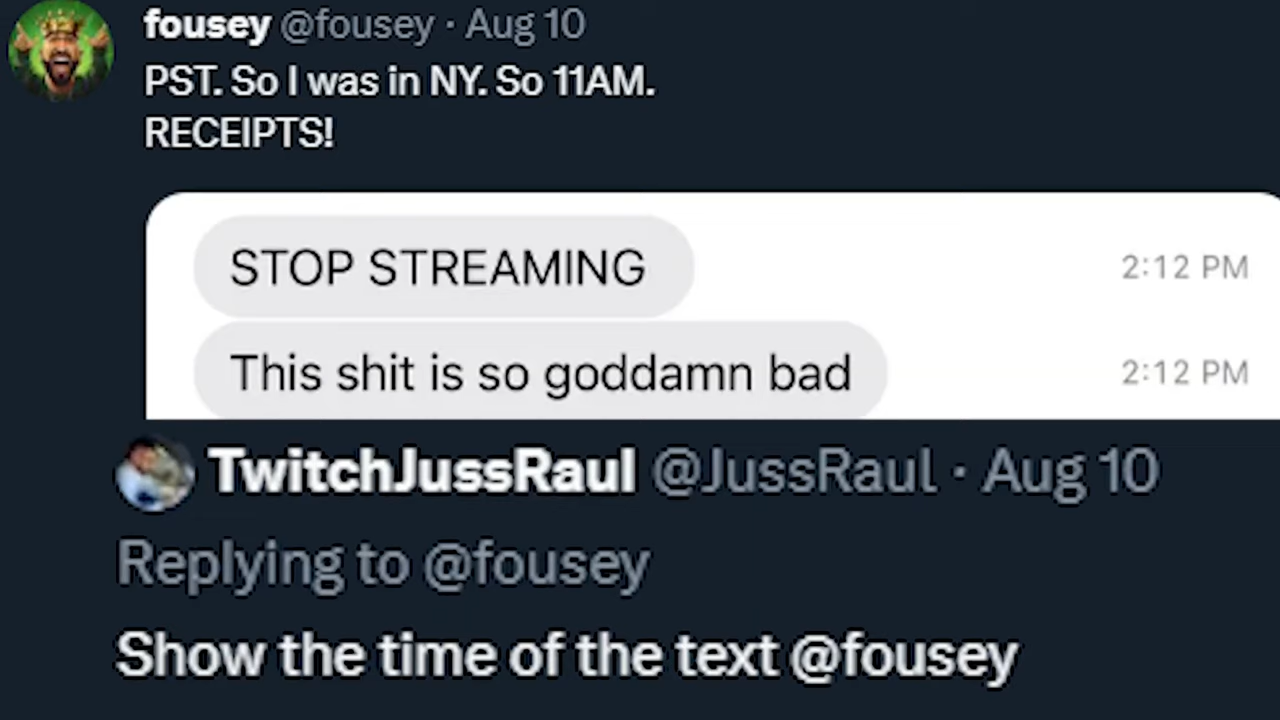 fousey @fousey · Aug 10
PST. So I was in NY. So 11AM.
RECEIPTS!
STOP STREAMING 2:12 PM
This shit is so goddamn bad 2:12 PM
TwitchJussRaul @JussRaul · Aug 10
Replying to @fousey
Show the time of the text @fousey